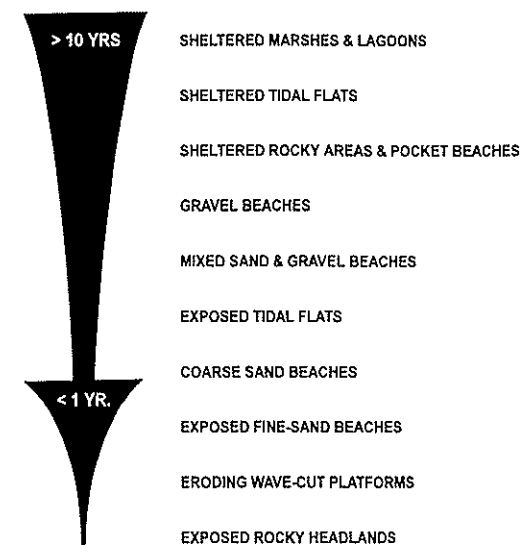 > 10 YRS SHELTERED MARSHES & LAGOONS
SHELTERED TIDAL FLATS
SHELTERED ROCKY AREAS & POCKET BEACHES
GRAVEL BEACHES
MIXED SAND & GRAVEL BEACHES
EXPOSED TIDAL FLATS
COARSE SAND BEACHES
< 1 YR.
EXPOSED FINE-SAND BEACHES
ERODING WAVE-CUT PLATFORMS
EXPOSED ROCKY HEADLANDS